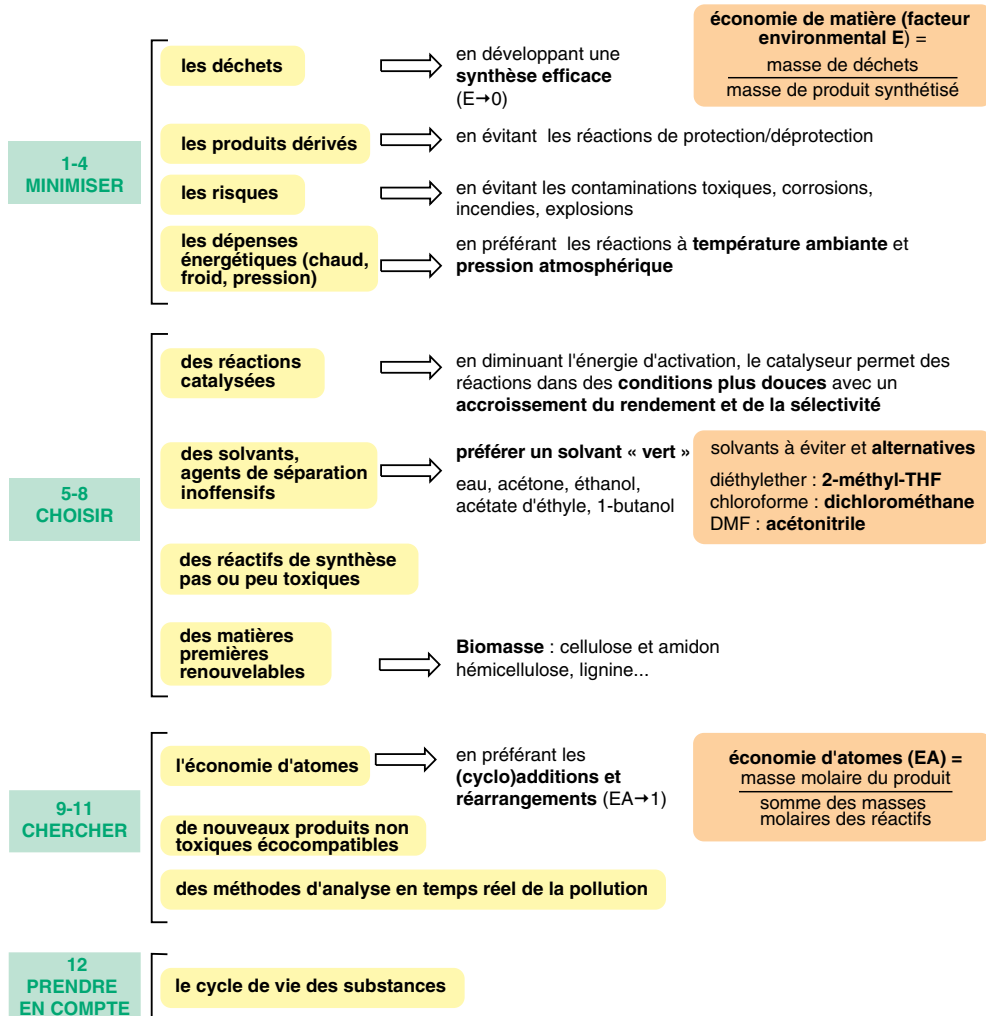 économie de matière (facteur
environmental E) =
masse de déchets
masse de produit synthétisé
les déchets
en développant une
synthèse efficace
(E→0)
1-4
MINIMISER
les produits dérivés
en évitant les réactions de protection/déprotection
les risques
en évitant les contaminations toxiques, corrosions,
incendies, explosions
les dépenses
énergétiques (chaud,
froid, pression)
en préférant les réactions à température ambiante et
pression atmosphérique
5-8
CHOISIR
des réactions
catalysées
en diminuant l'énergie d'activation, le catalyseur permet des
réactions dans des conditions plus douces avec un
accroissement du rendement et de la sélectivité
des solvants,
agents de séparation
inoffensifs
préférer un solvant « vert »
eau, acétone, éthanol,
acétate d'éthyle, 1-butanol
solvants à éviter et alternatives
diéthylether : 2-méthyl-THF
chloroforme : dichlorométhane
DMF : acétonitrile
des réactifs de synthèse
pas ou peu toxiques
des matières
premières
renouvelables
Biomasse : cellulose et amidon
hémicellulose, lignine...
9-11
CHERCHER
l'économie d'atomes
en préférant les
(cyclo)additions et
réarrangements (EA→1)
économie d'atomes (EA) =
masse molaire du produit
somme des masses
molaires des réactifs
de nouveaux produits non
toxiques écocompatibles
des méthodes d'analyse en temps réel de la pollution
12
PRENDRE
EN COMPTE
le cycle de vie des substances